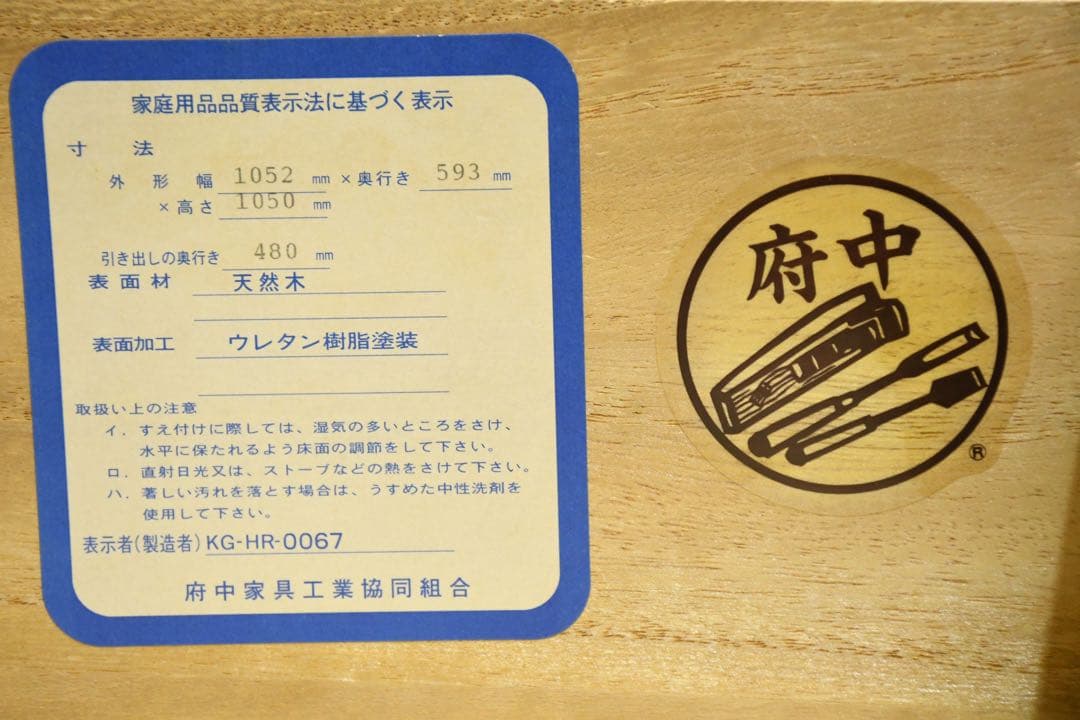 家庭用品品質表示法に基づく表示
寸 法
外形幅 1052 mm ×奥行き 593 mm
×高さ 1050 mm
引き出しの奥行き 480 mm
表面材 天然木
表面加工 ウレタン樹脂塗装
取扱い上の注意
イ．すえ付けに際しては、湿気の多いところをさけ、
水平に保たれるよう床面の調節をして下さい。
ロ．直射日光又は、ストーブなどの熱をさけて下さい。
ハ．著しい汚れを落とす場合は、うすめた中性洗剤を
使用して下さい。
表示者(製造者) KG-HR-0067
府中家具工業協同組合
府中
®